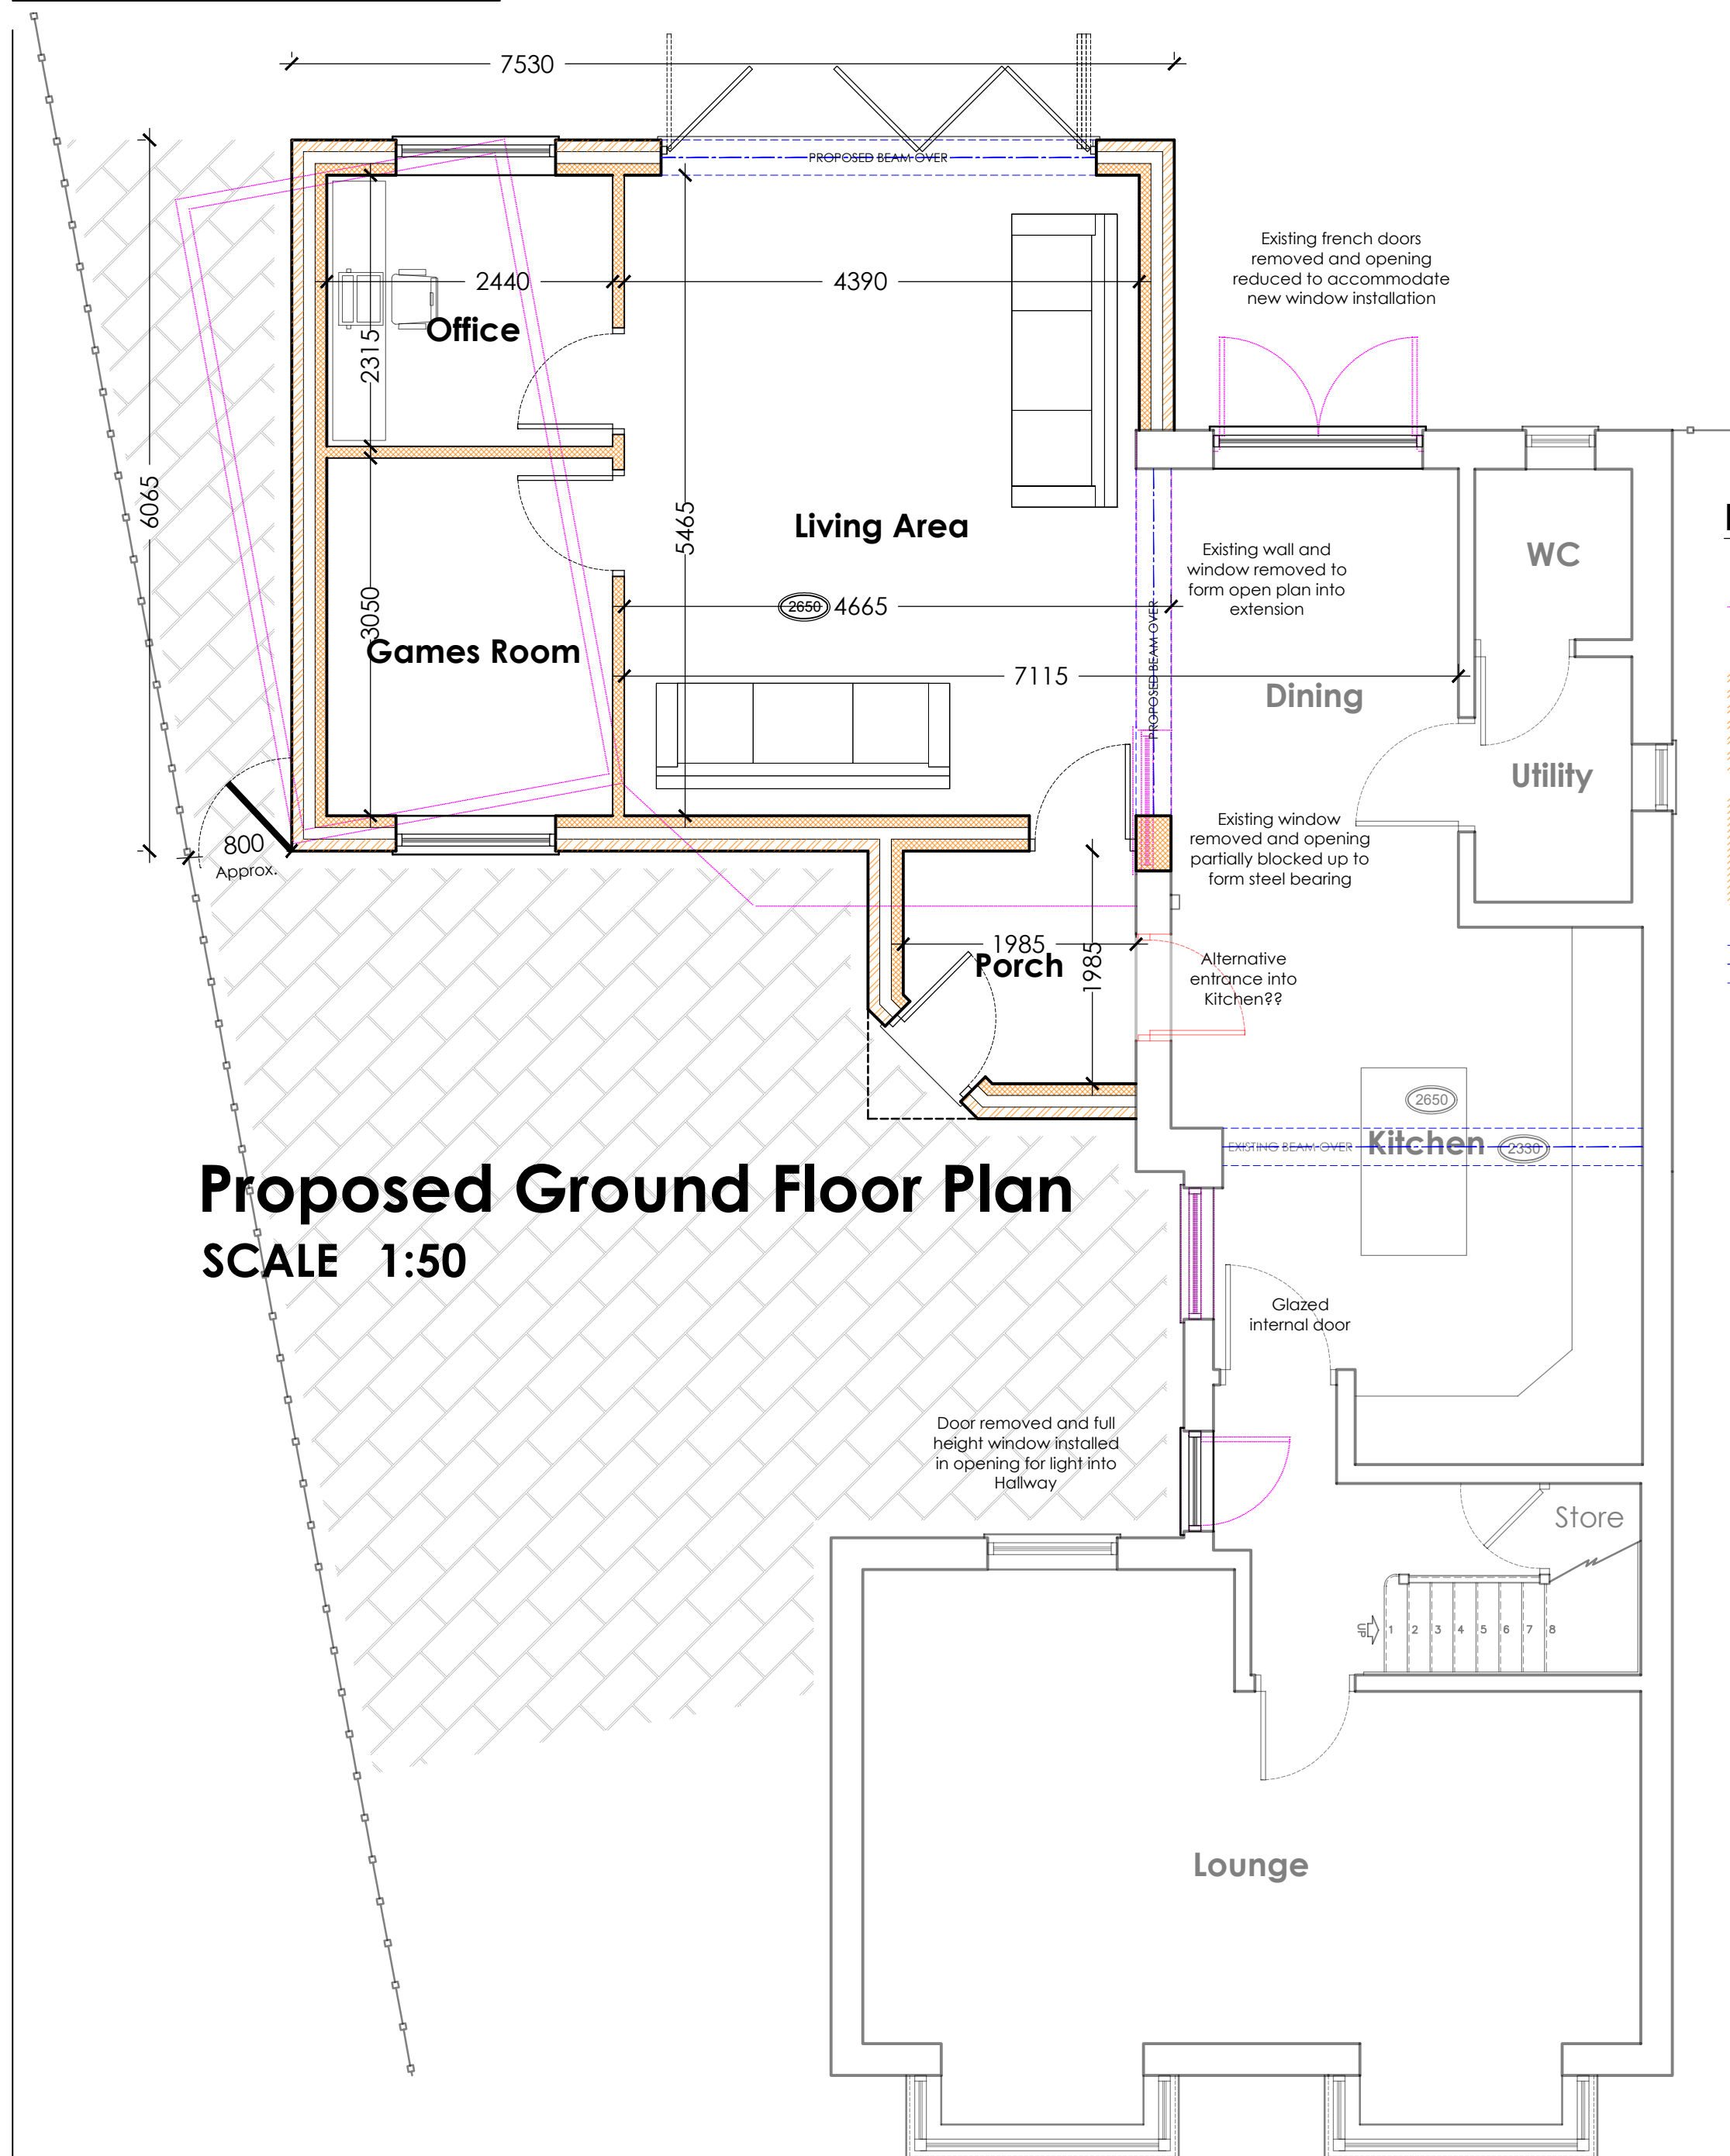 7530
PROPOSED BEAM OVER
Existing french doors
removed and opening
reduced to accommodate
new window installation
2440
4390
Office
2315
6065
5465
Living Area
Existing wall and
window removed to
form open plan into
extension
WC
3050
2650
4665
Games Room
7115
PROPOSED BEAM OVER
Dining
Utility
800
Approx.
Existing window
removed and opening
partially blocked up to
form steel bearing
1985
Porch
1985
Alternative
entrance into
Kitchen??
2650
EXISTING BEAM OVER
Kitchen
2330
Proposed Ground Floor Plan
SCALE 1:50
Glazed
internal door
Door removed and full
height window installed
in opening for light into
Hallway
Store
UP
1 2 3 4 5 6 7 8
Lounge